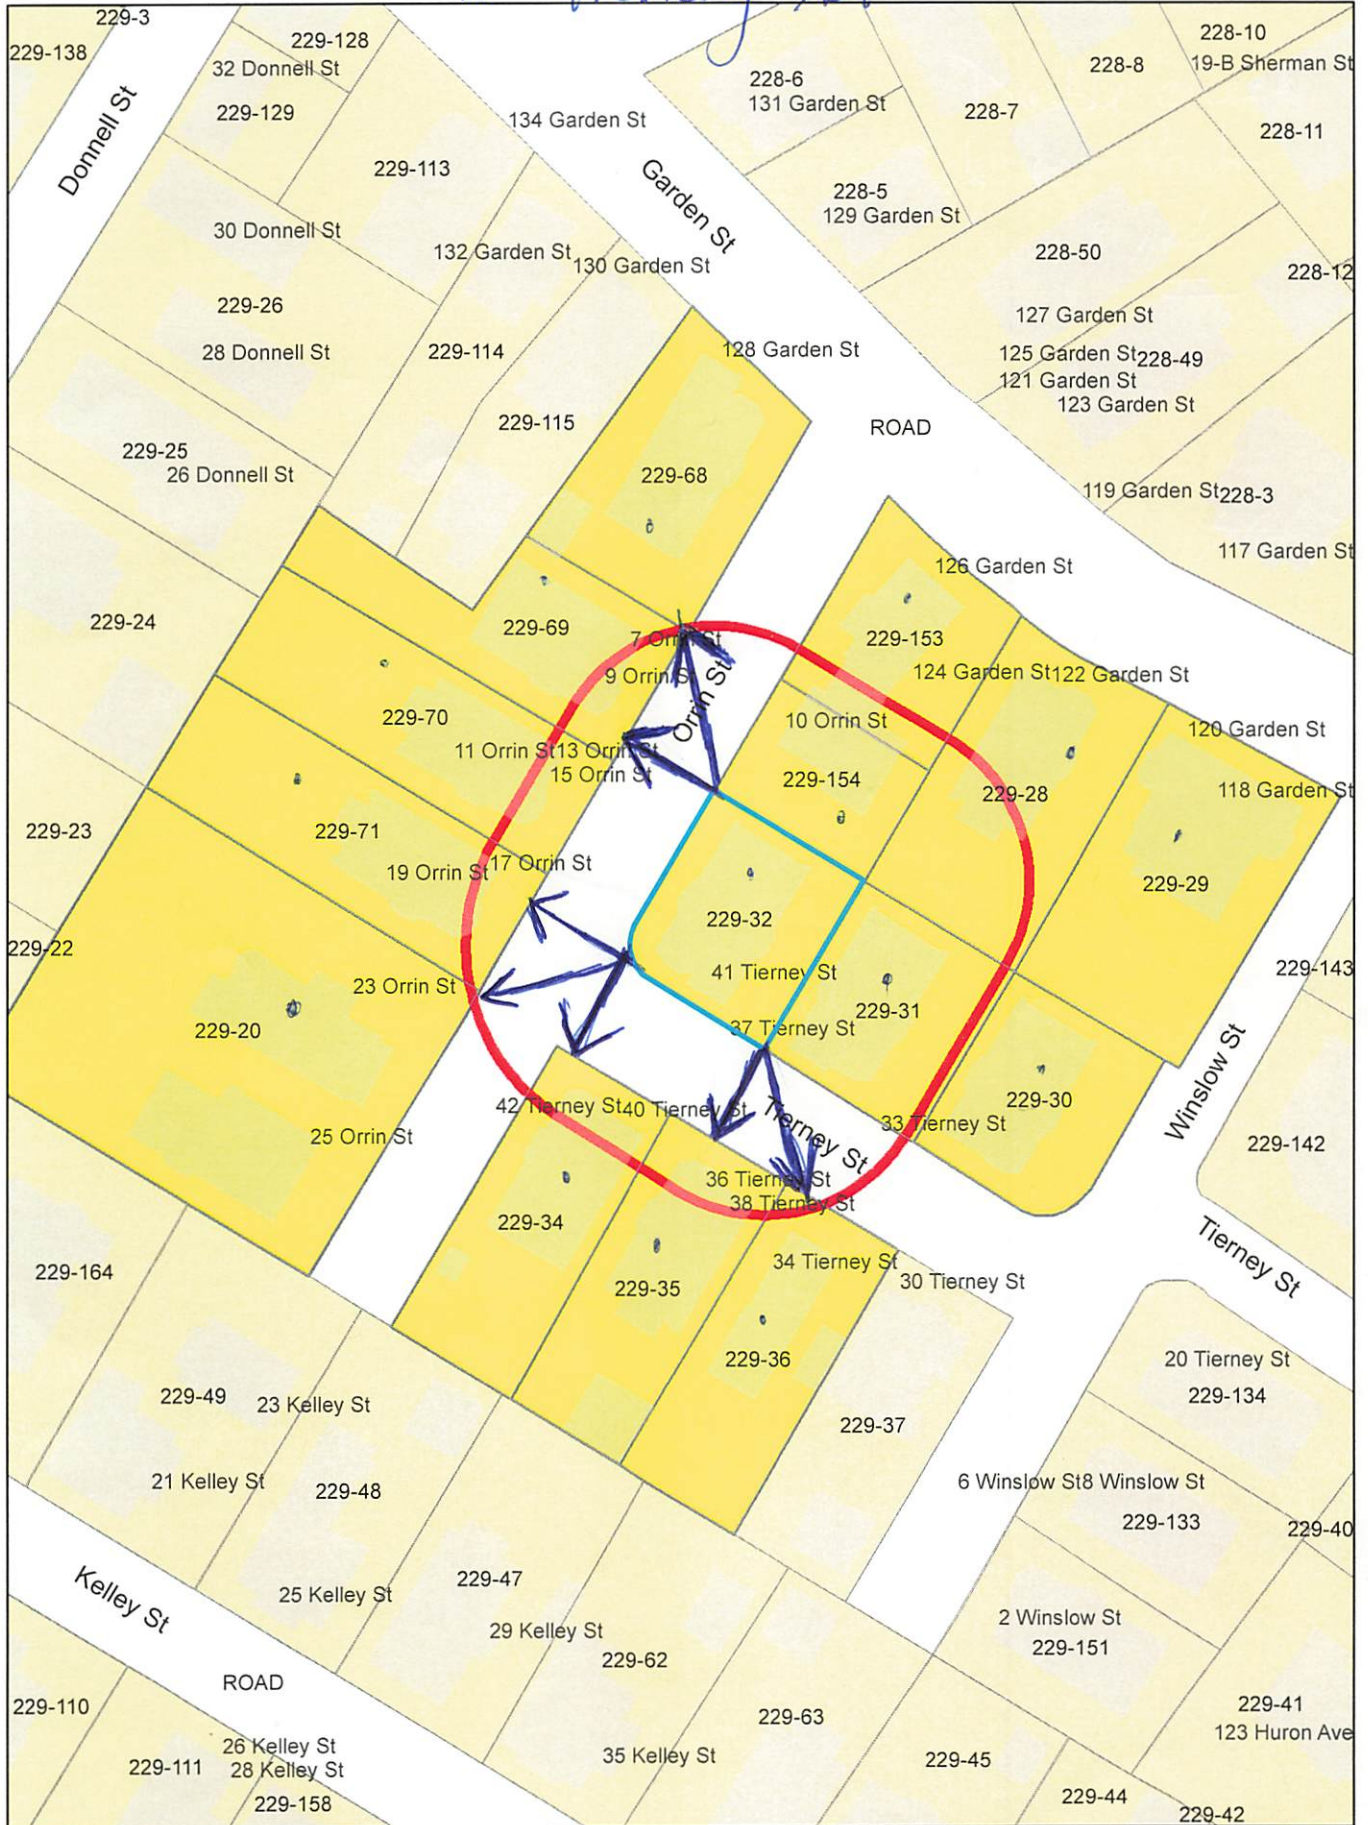 229-3
229-138
229-128
32 Donnell St
229-129
Donnell St
134 Garden St
229-113
30 Donnell St
132 Garden St
130 Garden St
Garden St
228-6
131 Garden St
228-7
228-8
228-10
19-B Sherman St
228-11
228-5
129 Garden St
228-50
228-12
127 Garden St
125 Garden St
228-49
121 Garden St
123 Garden St
229-26
28 Donnell St
229-114
128 Garden St
229-115
ROAD
229-25
26 Donnell St
229-68
119 Garden St
228-3
117 Garden St
126 Garden St
229-24
229-69
7 Orrin St
9 Orrin St
Orrin St
229-153
124 Garden St
122 Garden St
229-70
11 Orrin St
13 Orrin St
15 Orrin St
10 Orrin St
120 Garden St
229-154
229-28
118 Garden St
229-23
229-71
19 Orrin St
17 Orrin St
229-29
229-32
229-22
41 Tierney St
229-143
23 Orrin St
229-20
37 Tierney St
229-31
Winslow St
229-30
42 Tierney St
40 Tierney St
Tierney St
33 Tierney St
25 Orrin St
229-142
36 Tierney St
38 Tierney St
229-34
34 Tierney St
Tierney St
229-164
229-35
30 Tierney St
229-36
20 Tierney St
229-134
229-49
23 Kelley St
229-37
21 Kelley St
229-48
6 Winslow St
8 Winslow St
229-133
229-40
Kelley St
25 Kelley St
229-47
29 Kelley St
2 Winslow St
229-151
229-62
ROAD
229-110
229-63
229-41
123 Huron Ave
26 Kelley St
229-111
28 Kelley St
35 Kelley St
229-45
229-158
229-44
229-42